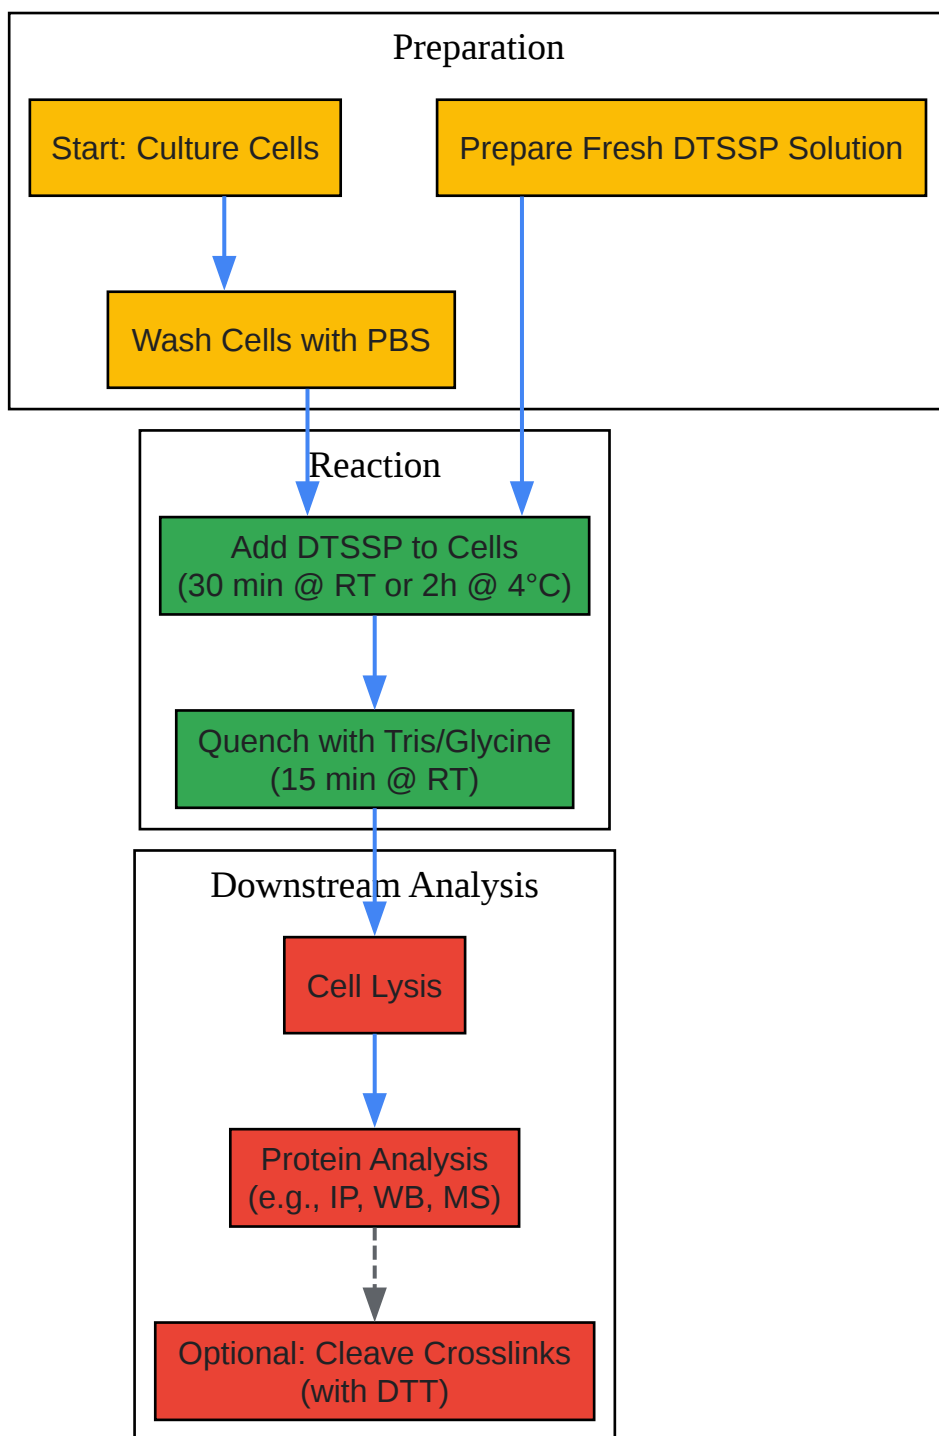 Preparation
Start: Culture Cells
Prepare Fresh DTSSP Solution
Wash Cells with PBS
Reaction
Add DTSSP to Cells
(30 min @ RT or 2h @ 4°C)
Quench with Tris/Glycine
(15 min @ RT)
Downstream Analysis
Cell Lysis
Protein Analysis
(e.g., IP, WB, MS)
Optional: Cleave Crosslinks
(with DTT)